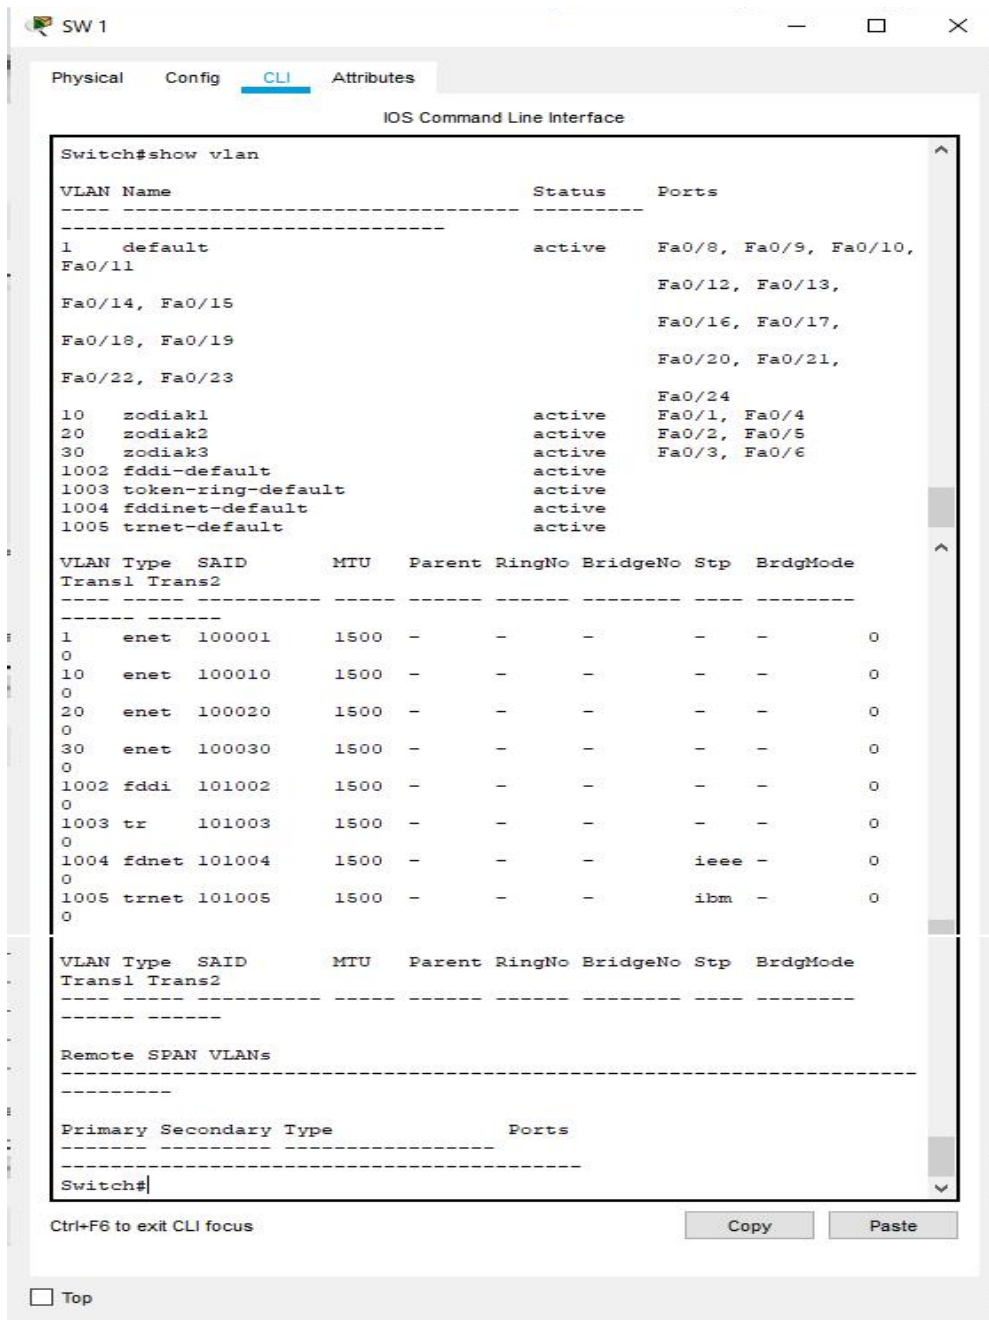 SW 1
Physical Config CLI Attributes
IOS Command Line Interface
Switch#show vlan
VLAN Name Status Ports
---- -------------------------------- ---------
-------------------------------
1 default active Fa0/8, Fa0/9, Fa0/10,
Fa0/11
Fa0/12, Fa0/13,
Fa0/14, Fa0/15
Fa0/16, Fa0/17,
Fa0/18, Fa0/19
Fa0/20, Fa0/21,
Fa0/22, Fa0/23
Fa0/24
10 zodiak1 active Fa0/1, Fa0/4
20 zodiak2 active Fa0/2, Fa0/5
30 zodiak3 active Fa0/3, Fa0/6
1002 fddi-default active
1003 token-ring-default active
1004 fddinet-default active
1005 trnet-default active
VLAN Type SAID MTU Parent RingNo BridgeNo Stp BrdgMode
Trans1 Trans2
---- ----- ---------- ----- ------ ------ -------- ---- --------
------ ------
1 enet 100001 1500 - - - - - 0
0
10 enet 100010 1500 - - - - - 0
0
20 enet 100020 1500 - - - - - 0
0
30 enet 100030 1500 - - - - - 0
0
1002 fddi 101002 1500 - - - - - 0
0
1003 tr 101003 1500 - - - - - 0
0
1004 fdnet 101004 1500 - - - ieee - 0
0
1005 trnet 101005 1500 - - - ibm - 0
0
VLAN Type SAID MTU Parent RingNo BridgeNo Stp BrdgMode
Trans1 Trans2
---- ----- ---------- ----- ------ ------ -------- ---- --------
------ ------
Remote SPAN VLANs
---------------------------------------------------------------------
---------
Primary Secondary Type Ports
------- --------- -----------------
------------------------------------------
Switch#
Ctrl+F6 to exit CLI focus
Copy Paste
Top